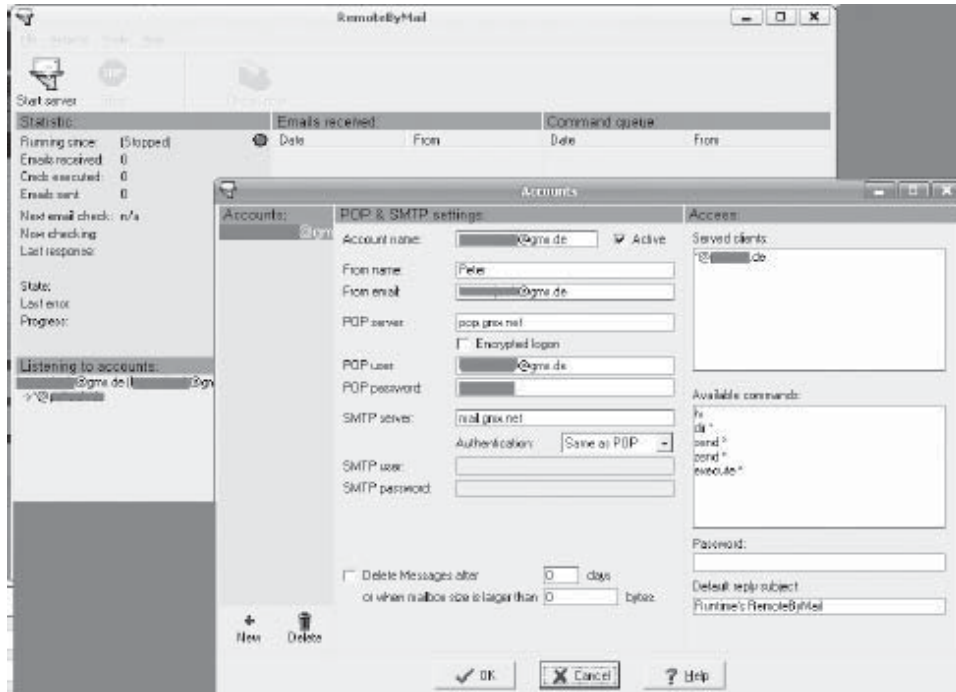 RemoteByMail
Start server
Statistic:
Running since: (Stopped)
Emails received: 0
Cmds executed: 0
Emails sent: 0
Next email check: n/a
Now checking:
Last response:
State:
Last error:
Progress:
Listening to accounts:
@gmx.de (
Emails received:
Date From
Command queue:
Date From
Accounts
Accounts:
POP & SMTP settings:
Account name: @gmx.de Active
From name: Peter
From email: @gmx.de
POP server: pop.gmx.net
Encrypted logon
POP user: @gmx.de
POP password:
SMTP server: mail.gmx.net
Authentication: Same as POP
SMTP user:
SMTP password:
Delete Messages after 0 days
or when mailbox size is larger than 0 bytes
New Delete
Access:
Served clients:
*@ .de
Available commands:
dir *
send *
zend *
execute *
Password:
Default reply subject
Runtime's RemoteByMail
OK Cancel Help